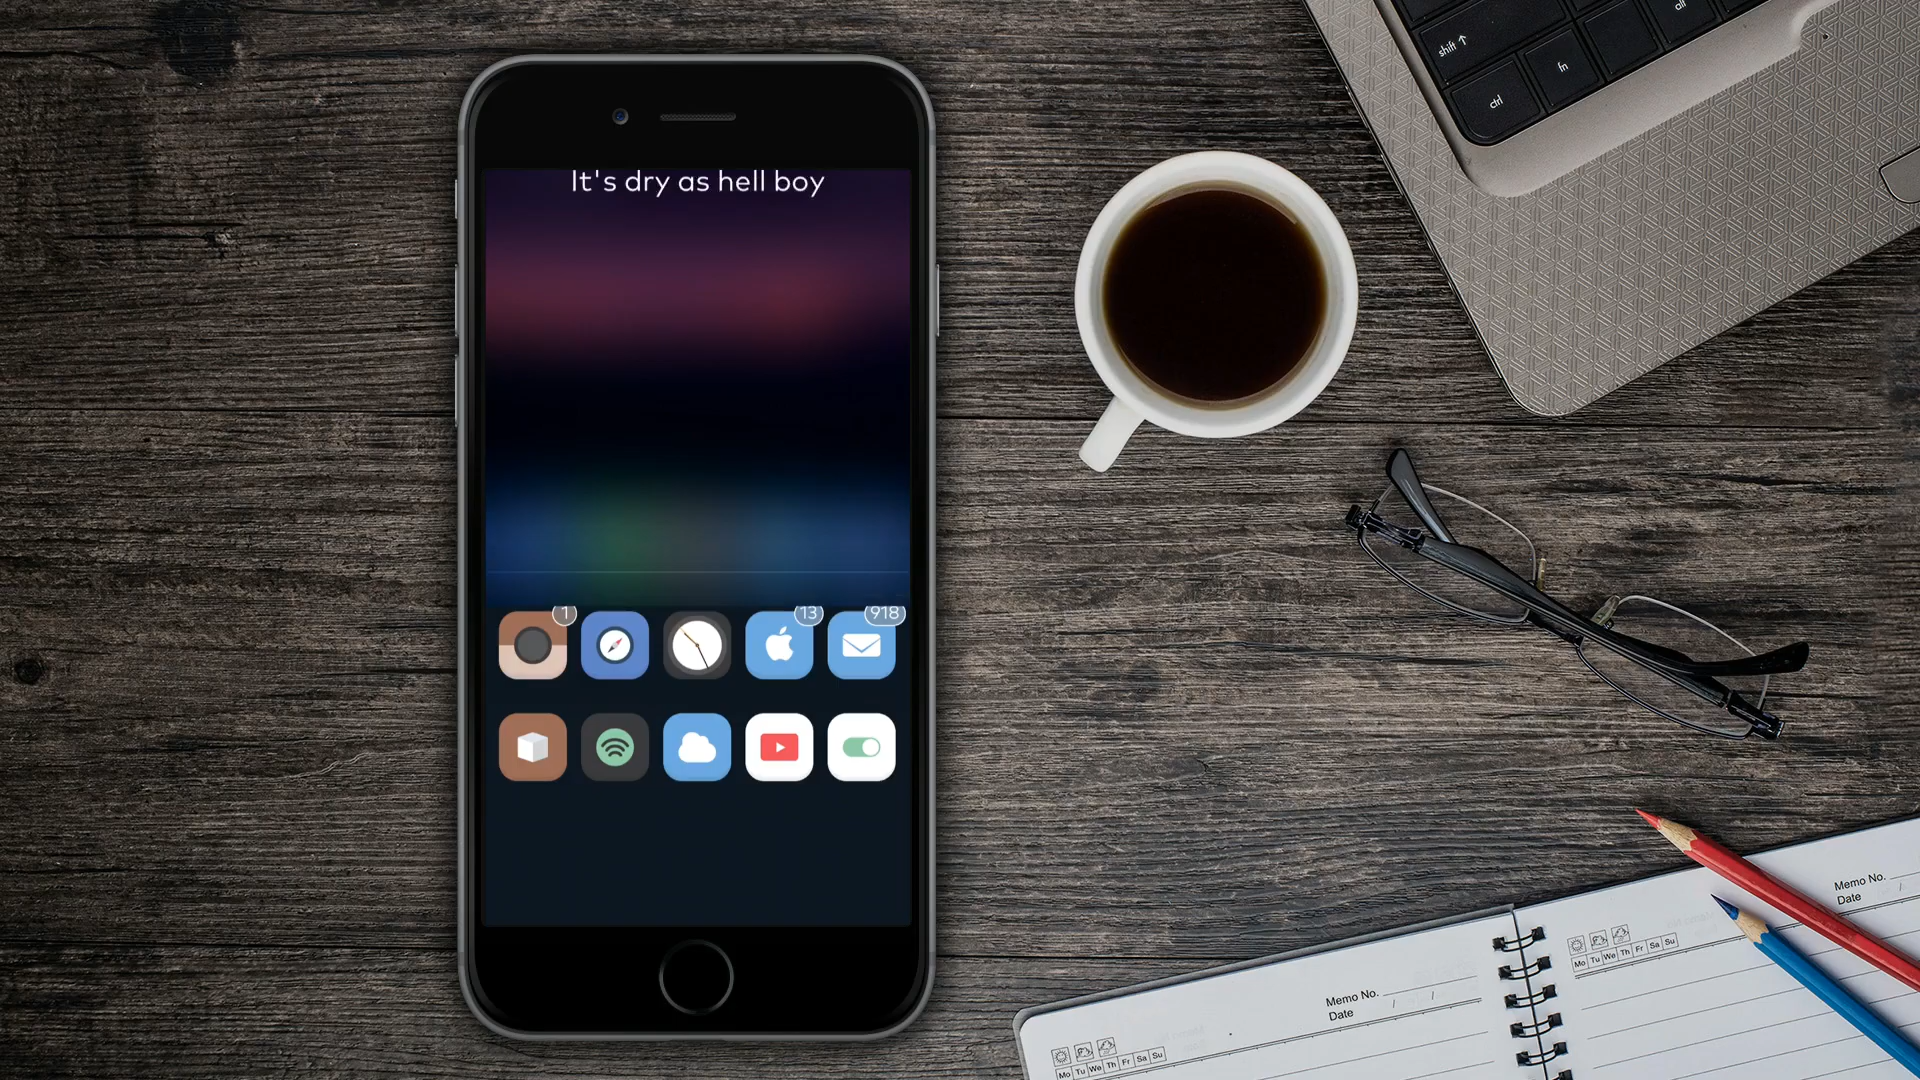 It's dry as hell boy
1
13
918
shift ↑
alt
fn
ctrl
Memo No.
Date / /
Mo Tu We Th Fr Sa Su
Mo Tu We Th Fr Sa Su
Memo No.
Date /